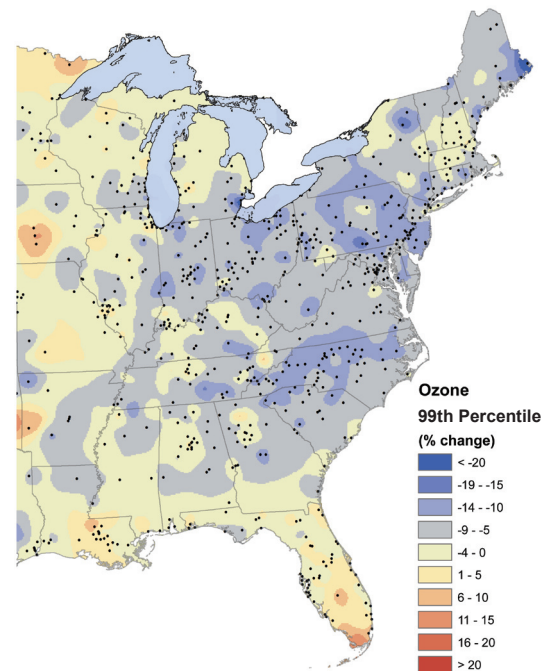 Ozone
99th Percentile
(% change)
< -20
-19 - -15
-14 - -10
-9 - -5
-4 - 0
1 - 5
6 - 10
11 - 15
16 - 20
> 20